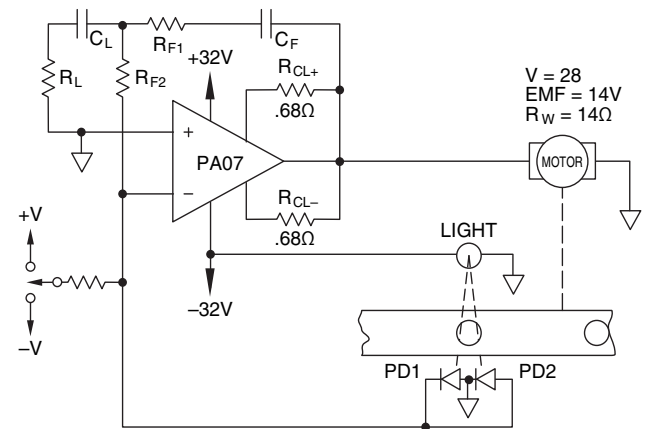 C_L
R_F1
C_F
R_L
R_F2
+32V
R_CL+
.68Ω
V = 28
EMF = 14V
R_W = 14Ω
+
PA07
–
MOTOR
R_CL–
.68Ω
+V
LIGHT
–32V
–V
PD1
PD2